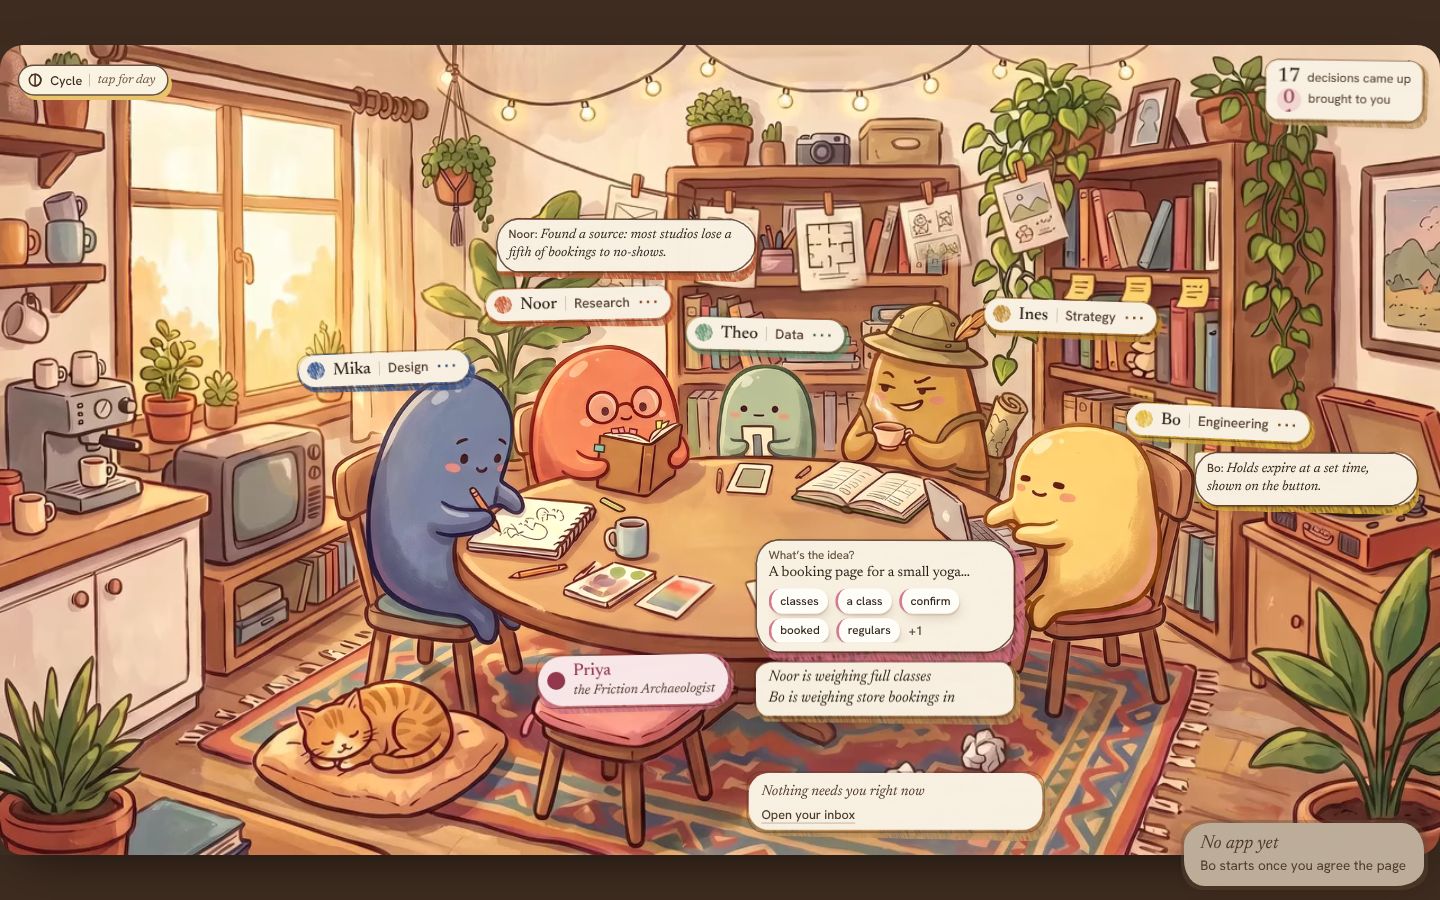 Cycle tap for day
17 decisions came up
0 brought to you
Noor: Found a source: most studios lose a
fifth of bookings to no-shows.
Noor Research
Ines Strategy
Theo Data
Mika Design
Bo Engineering
Bo: Holds expire at a set time,
shown on the button.
What's the idea?
A booking page for a small yoga...
classes a class confirm
booked regulars +1
Priya
the Friction Archaeologist
Noor is weighing full classes
Bo is weighing store bookings in
Nothing needs you right now
Open your inbox
No app yet
Bo starts once you agree the page